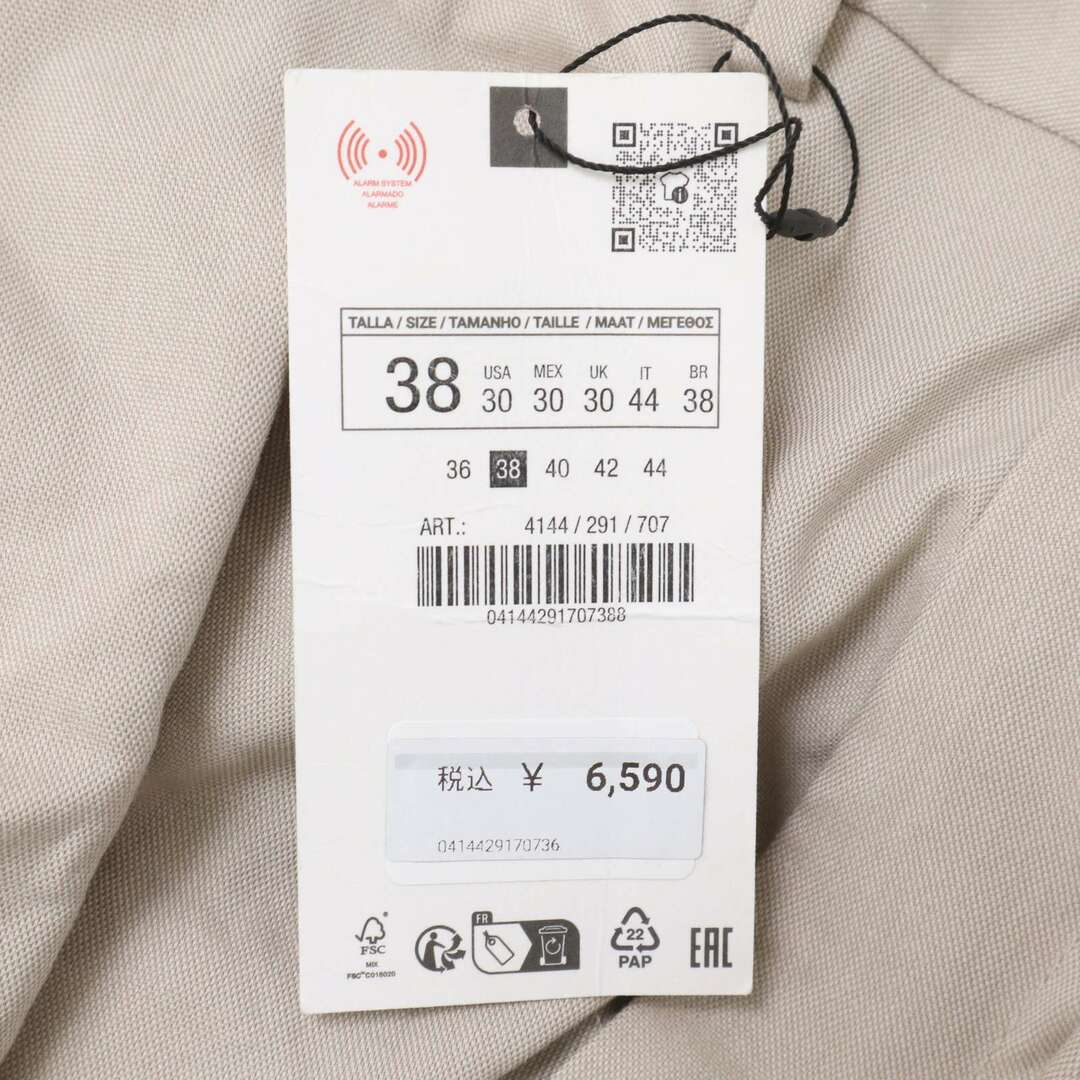 ALARM SYSTEM
ALARMADO
ALARME
TALLA / SIZE / TAMANHO / TAILLE / MAAT / ΜΕΓΕΘΟΣ
38
USA MEX UK IT BR
30 30 30 44 38
36 38 40 42 44
ART.: 4144 / 291 / 707
04144291707388
税込 ¥ 6,590
0414429170736
FR
22
FSC
PAP
EAC
MIX
FSC™ C018020